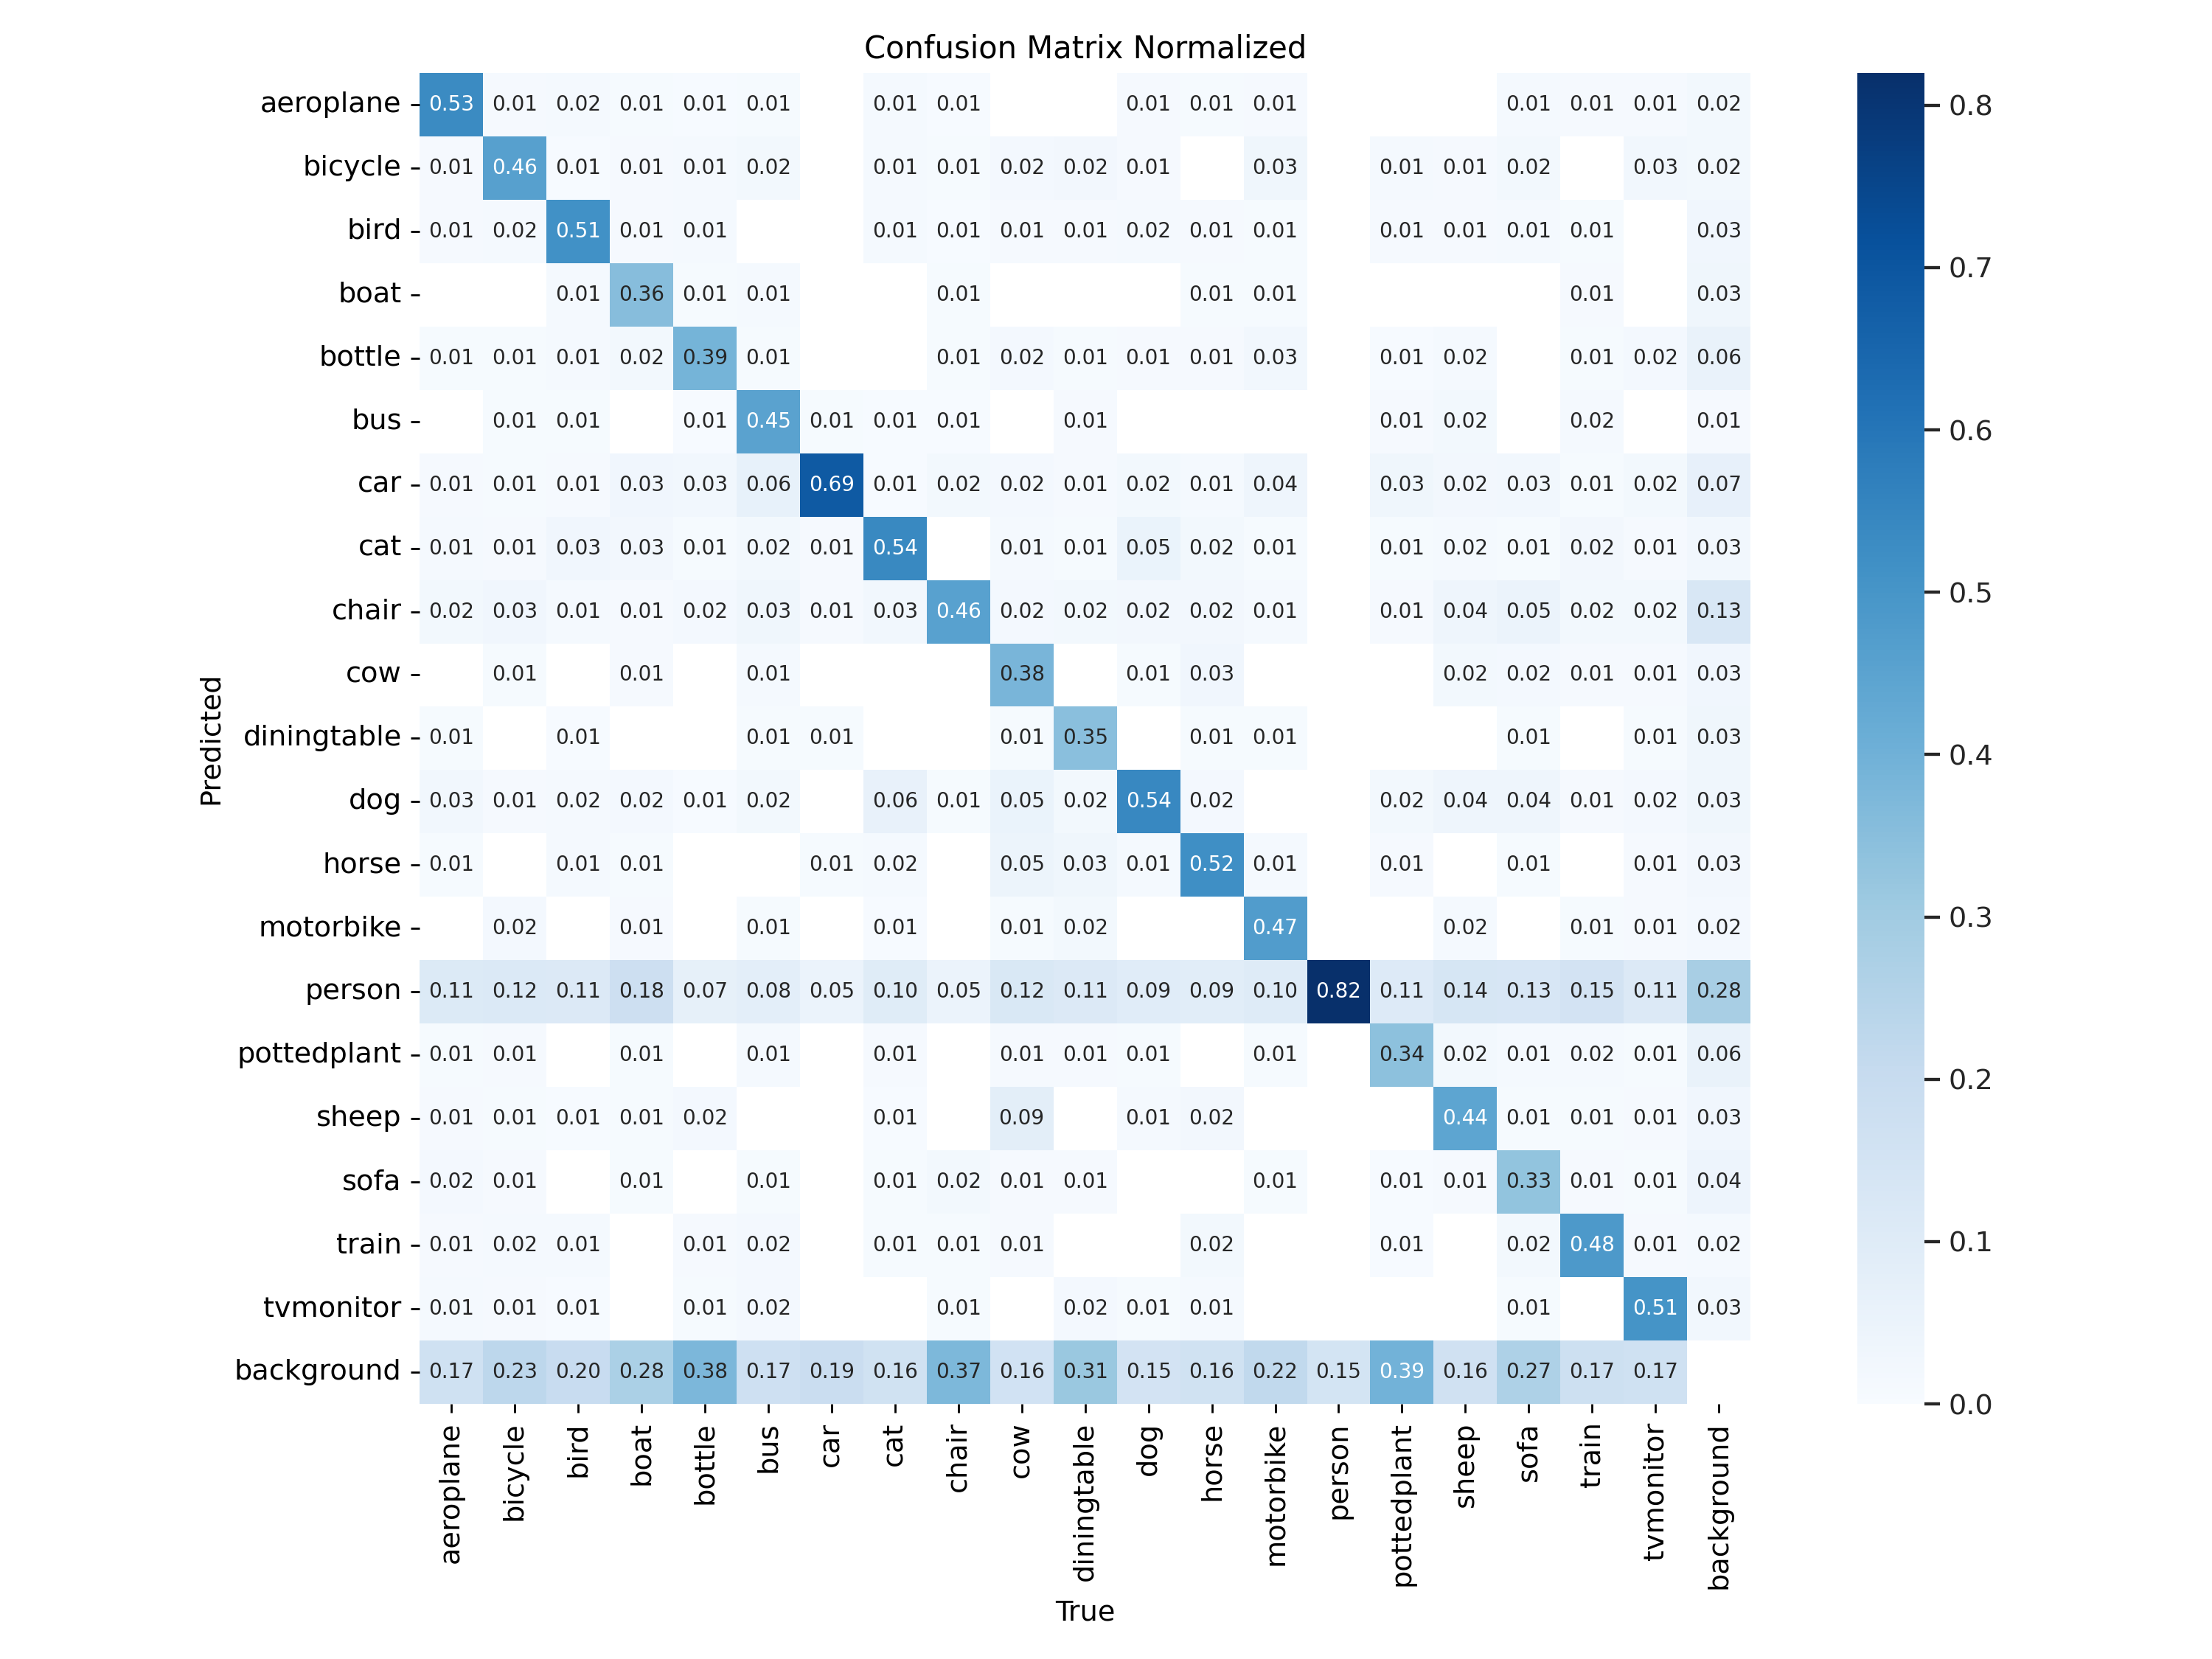 Confusion Matrix Normalized
aeroplane 0.53 0.01 0.02 0.01 0.01 0.01 0.01 0.01 0.01 0.01 0.01 0.01 0.01 0.01 0.02
bicycle 0.01 0.46 0.01 0.01 0.01 0.02 0.01 0.01 0.02 0.02 0.01 0.03 0.01 0.01 0.02 0.03 0.02
bird 0.01 0.02 0.51 0.01 0.01 0.01 0.01 0.01 0.01 0.02 0.01 0.01 0.01 0.01 0.01 0.01 0.03
boat 0.01 0.36 0.01 0.01 0.01 0.01 0.01 0.01 0.03
bottle 0.01 0.01 0.01 0.02 0.39 0.01 0.01 0.02 0.01 0.01 0.01 0.03 0.01 0.02 0.01 0.02 0.06
bus 0.01 0.01 0.01 0.45 0.01 0.01 0.01 0.01 0.01 0.02 0.02 0.01
car 0.01 0.01 0.01 0.03 0.03 0.06 0.69 0.01 0.02 0.02 0.01 0.02 0.01 0.04 0.03 0.02 0.03 0.01 0.02 0.07
cat 0.01 0.01 0.03 0.03 0.01 0.02 0.01 0.54 0.01 0.01 0.05 0.02 0.01 0.01 0.02 0.01 0.02 0.01 0.03
chair 0.02 0.03 0.01 0.01 0.02 0.03 0.01 0.03 0.46 0.02 0.02 0.02 0.02 0.01 0.01 0.04 0.05 0.02 0.02 0.13
cow 0.01 0.01 0.01 0.38 0.01 0.03 0.02 0.02 0.01 0.01 0.03
diningtable 0.01 0.01 0.01 0.01 0.01 0.35 0.01 0.01 0.01 0.01 0.03
dog 0.03 0.01 0.02 0.02 0.01 0.02 0.06 0.01 0.05 0.02 0.54 0.02 0.02 0.04 0.04 0.01 0.02 0.03
horse 0.01 0.01 0.01 0.01 0.02 0.05 0.03 0.01 0.52 0.01 0.01 0.01 0.01 0.03
motorbike 0.02 0.01 0.01 0.01 0.01 0.02 0.47 0.02 0.01 0.01 0.02
person 0.11 0.12 0.11 0.18 0.07 0.08 0.05 0.10 0.05 0.12 0.11 0.09 0.09 0.10 0.82 0.11 0.14 0.13 0.15 0.11 0.28
pottedplant 0.01 0.01 0.01 0.01 0.01 0.01 0.01 0.01 0.01 0.34 0.02 0.01 0.02 0.01 0.06
sheep 0.01 0.01 0.01 0.01 0.02 0.01 0.09 0.01 0.02 0.44 0.01 0.01 0.01 0.03
sofa 0.02 0.01 0.01 0.01 0.01 0.02 0.01 0.01 0.01 0.01 0.01 0.33 0.01 0.01 0.04
train 0.01 0.02 0.01 0.01 0.02 0.01 0.01 0.01 0.02 0.01 0.02 0.48 0.01 0.02
tvmonitor 0.01 0.01 0.01 0.01 0.02 0.01 0.02 0.01 0.01 0.01 0.51 0.03
background 0.17 0.23 0.20 0.28 0.38 0.17 0.19 0.16 0.37 0.16 0.31 0.15 0.16 0.22 0.15 0.39 0.16 0.27 0.17 0.17
aeroplane bicycle bird boat bottle bus car cat chair cow diningtable dog horse motorbike person pottedplant sheep sofa train tvmonitor background
True
Predicted
0.8
0.7
0.6
0.5
0.4
0.3
0.2
0.1
0.0